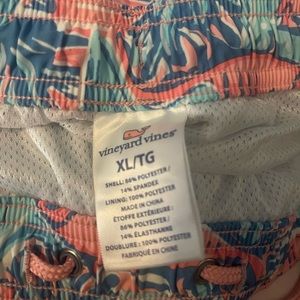 vineyard vines®
XL/TG
SHELL: 86% POLYESTER /
14% SPANDEX
LINING: 100% POLYESTER
MADE IN CHINA
ÉTOFFE EXTÉRIEURE :
86% POLYESTER /
14% ÉLASTHANNE
DOUBLURE : 100% POLYESTER
FABRIQUÉ EN CHINE